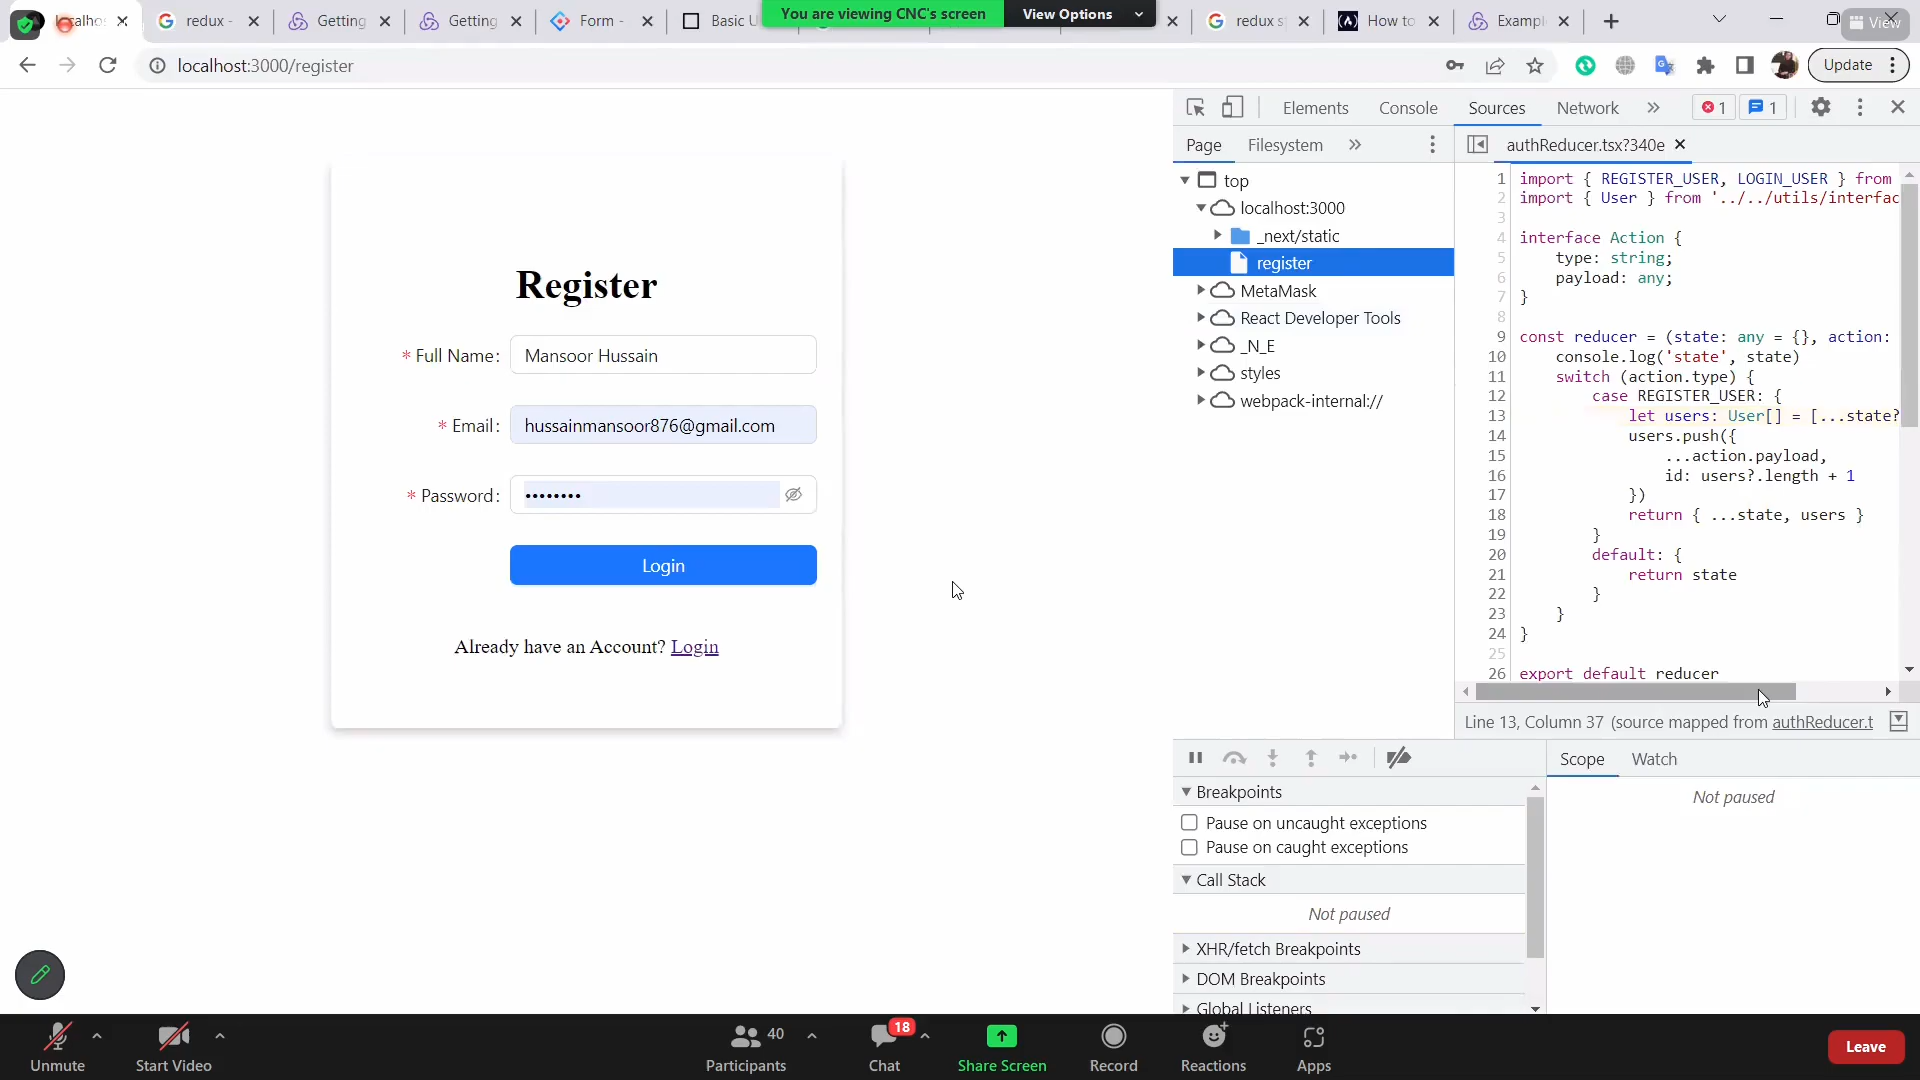 localhos
redux -
Getting
Getting
Form -
Basic U
You are viewing CNC's screen
View Options
redux s
How to
Exampl
View
localhost:3000/register
Update
Elements
Console
Sources
Network
1
1
Page
Filesystem
authReducer.tsx?340e
top
localhost:3000
_next/static
register
MetaMask
React Developer Tools
_N_E
styles
webpack-internal://
1 import { REGISTER_USER, LOGIN_USER } from
2 import { User } from '../../utils/interfac
3
4 interface Action {
5 type: string;
6 payload: any;
7 }
8
9 const reducer = (state: any = {}, action:
10 console.log('state', state)
11 switch (action.type) {
12 case REGISTER_USER: {
13 let users: User[] = [...state?
14 users.push({
15 ...action.payload,
16 id: users?.length + 1
17 })
18 return { ...state, users }
19 }
20 default: {
21 return state
22 }
23 }
24 }
25
26 export default reducer
Line 13, Column 37 (source mapped from authReducer.t
Register
* Full Name: Mansoor Hussain
* Email: hussainmansoor876@gmail.com
* Password: ••••••••
Login
Already have an Account? Login
Breakpoints
Pause on uncaught exceptions
Pause on caught exceptions
Call Stack
Not paused
XHR/fetch Breakpoints
DOM Breakpoints
Global Listeners
Scope
Watch
Not paused
Unmute
Start Video
Participants
40
Chat
18
Share Screen
Record
Reactions
Apps
Leave